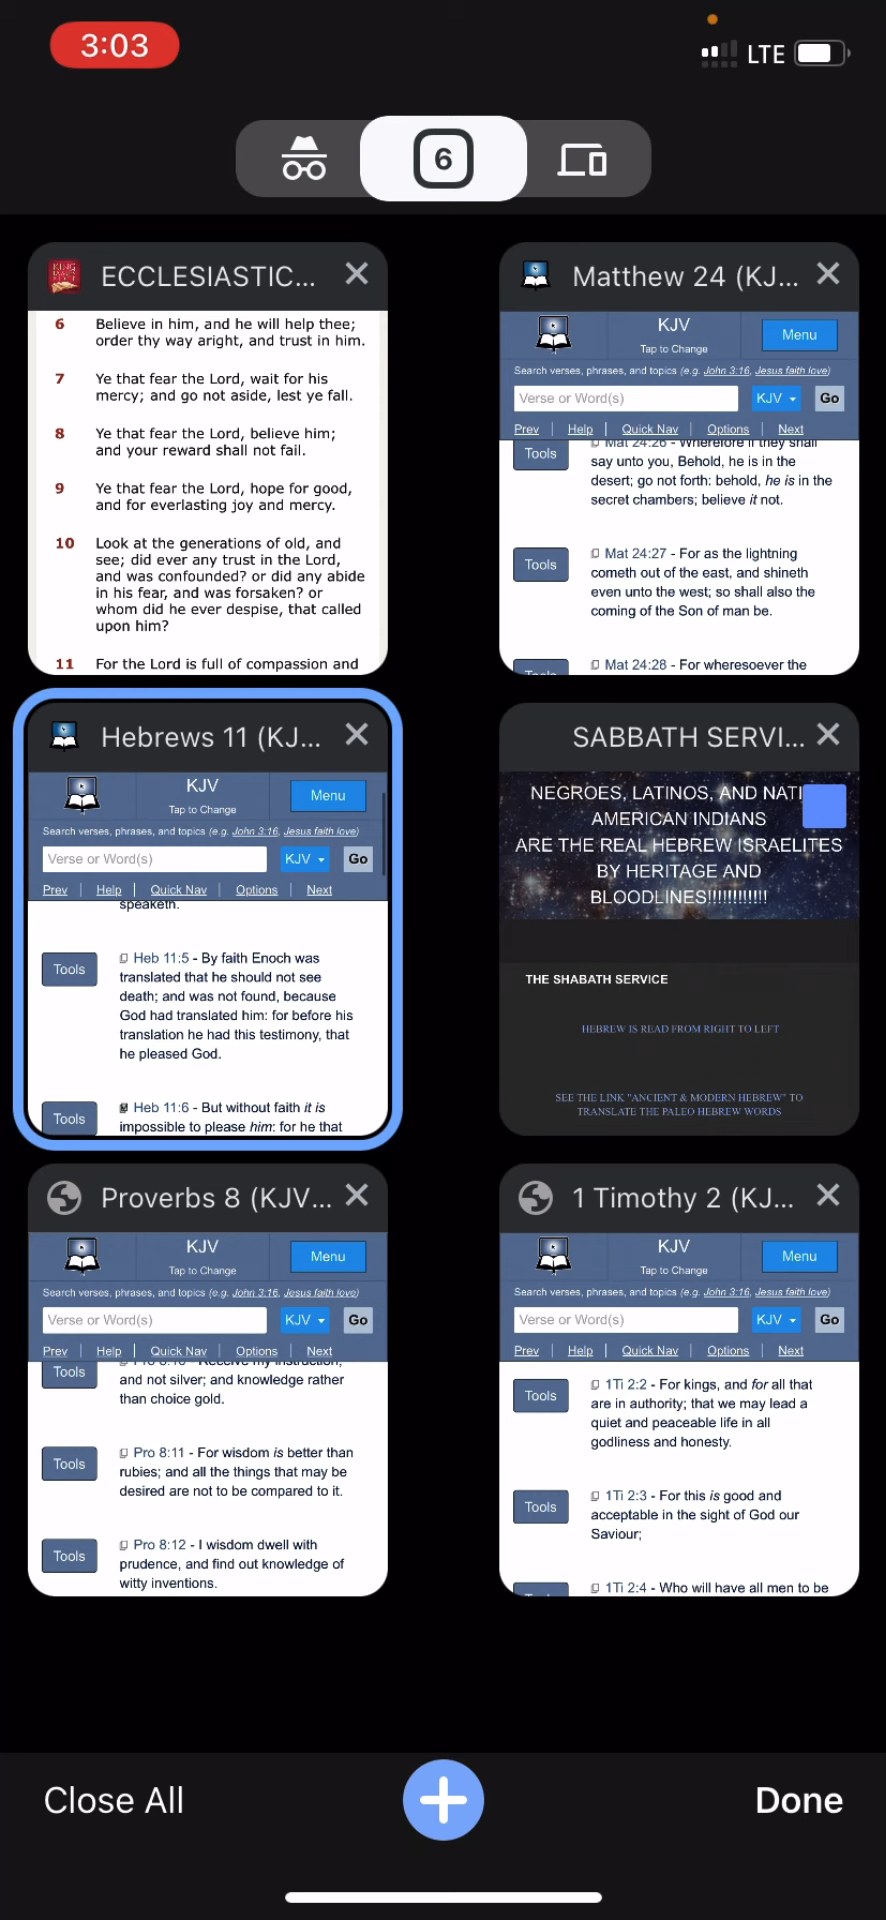 3:03
LTE
6
ECCLESIASTIC...
6 Believe in him, and he will help thee;
order thy way aright, and trust in him.
7 Ye that fear the Lord, wait for his
mercy; and go not aside, lest ye fall.
8 Ye that fear the Lord, believe him;
and your reward shall not fail.
9 Ye that fear the Lord, hope for good,
and for everlasting joy and mercy.
10 Look at the generations of old, and
see; did ever any trust in the Lord,
and was confounded? or did any abide
in his fear, and was forsaken? or
whom did he ever despise, that called
upon him?
11 For the Lord is full of compassion and
Matthew 24 (KJ...
KJV
Tap to Change
Menu
Search verses, phrases, and topics (e.g. John 3:16, Jesus faith love)
Verse or Word(s) KJV Go
Prev | Help | Quick Nav | Options | Next
Tools
Mat 24:26 - Wherefore if they shall
say unto you, Behold, he is in the
desert; go not forth: behold, he is in the
secret chambers; believe it not.
Tools
Mat 24:27 - For as the lightning
cometh out of the east, and shineth
even unto the west; so shall also the
coming of the Son of man be.
Tools
Mat 24:28 - For wheresoever the
Hebrews 11 (KJ...
KJV
Tap to Change
Menu
Search verses, phrases, and topics (e.g. John 3:16, Jesus faith love)
Verse or Word(s) KJV Go
Prev | Help | Quick Nav | Options | Next
speaketh.
Tools
Heb 11:5 - By faith Enoch was
translated that he should not see
death; and was not found, because
God had translated him: for before his
translation he had this testimony, that
he pleased God.
Tools
Heb 11:6 - But without faith it is
impossible to please him: for he that
SABBATH SERVI...
NEGROES, LATINOS, AND NATI
AMERICAN INDIANS
ARE THE REAL HEBREW ISRAELITES
BY HERITAGE AND
BLOODLINES!!!!!!!!!!!!
THE SHABATH SERVICE
HEBREW IS READ FROM RIGHT TO LEFT
SEE THE LINK "ANCIENT & MODERN HEBREW" TO
TRANSLATE THE PALEO HEBREW WORDS
Proverbs 8 (KJV...
KJV
Tap to Change
Menu
Search verses, phrases, and topics (e.g. John 3:16, Jesus faith love)
Verse or Word(s) KJV Go
Prev | Help | Quick Nav | Options | Next
Tools
Pro 8:10 - Receive my instruction,
and not silver; and knowledge rather
than choice gold.
Tools
Pro 8:11 - For wisdom is better than
rubies; and all the things that may be
desired are not to be compared to it.
Tools
Pro 8:12 - I wisdom dwell with
prudence, and find out knowledge of
witty inventions.
1 Timothy 2 (KJ...
KJV
Tap to Change
Menu
Search verses, phrases, and topics (e.g. John 3:16, Jesus faith love)
Verse or Word(s) KJV Go
Prev | Help | Quick Nav | Options | Next
Tools
1Ti 2:2 - For kings, and for all that
are in authority; that we may lead a
quiet and peaceable life in all
godliness and honesty.
Tools
1Ti 2:3 - For this is good and
acceptable in the sight of God our
Saviour;
1Ti 2:4 - Who will have all men to be
Close All
Done